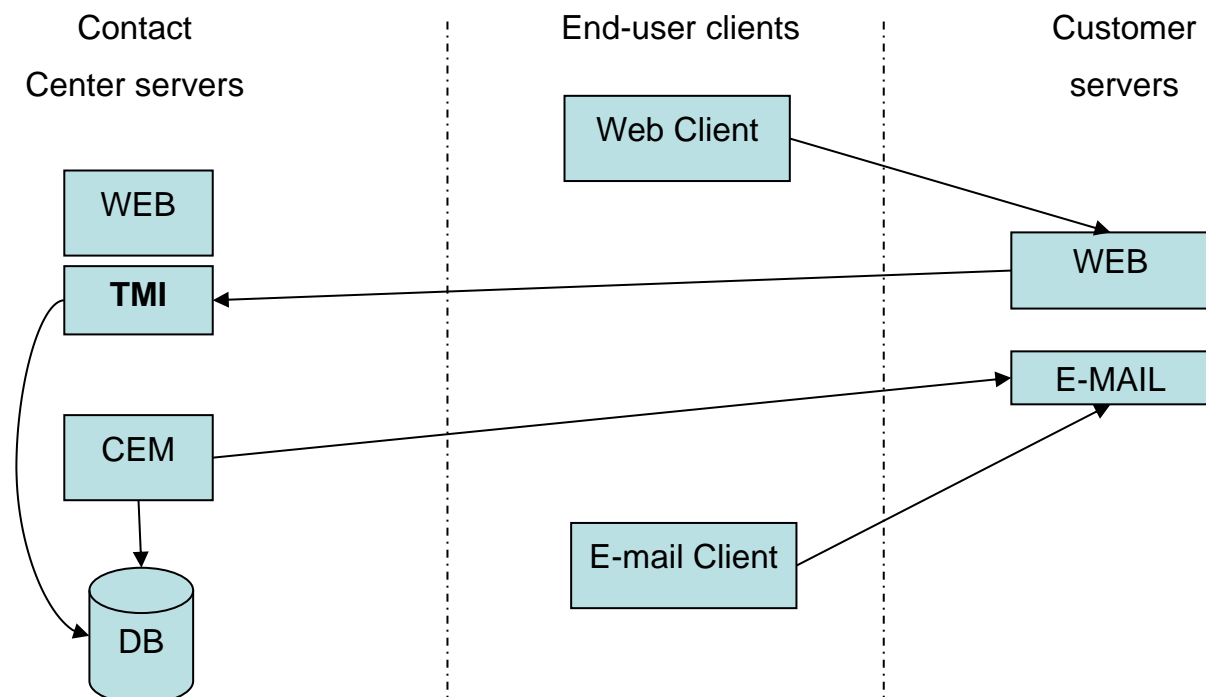 Contact
Center servers
End-user clients
Customer
servers
Web Client
WEB
TMI
WEB
E-MAIL
CEM
E-mail Client
DB